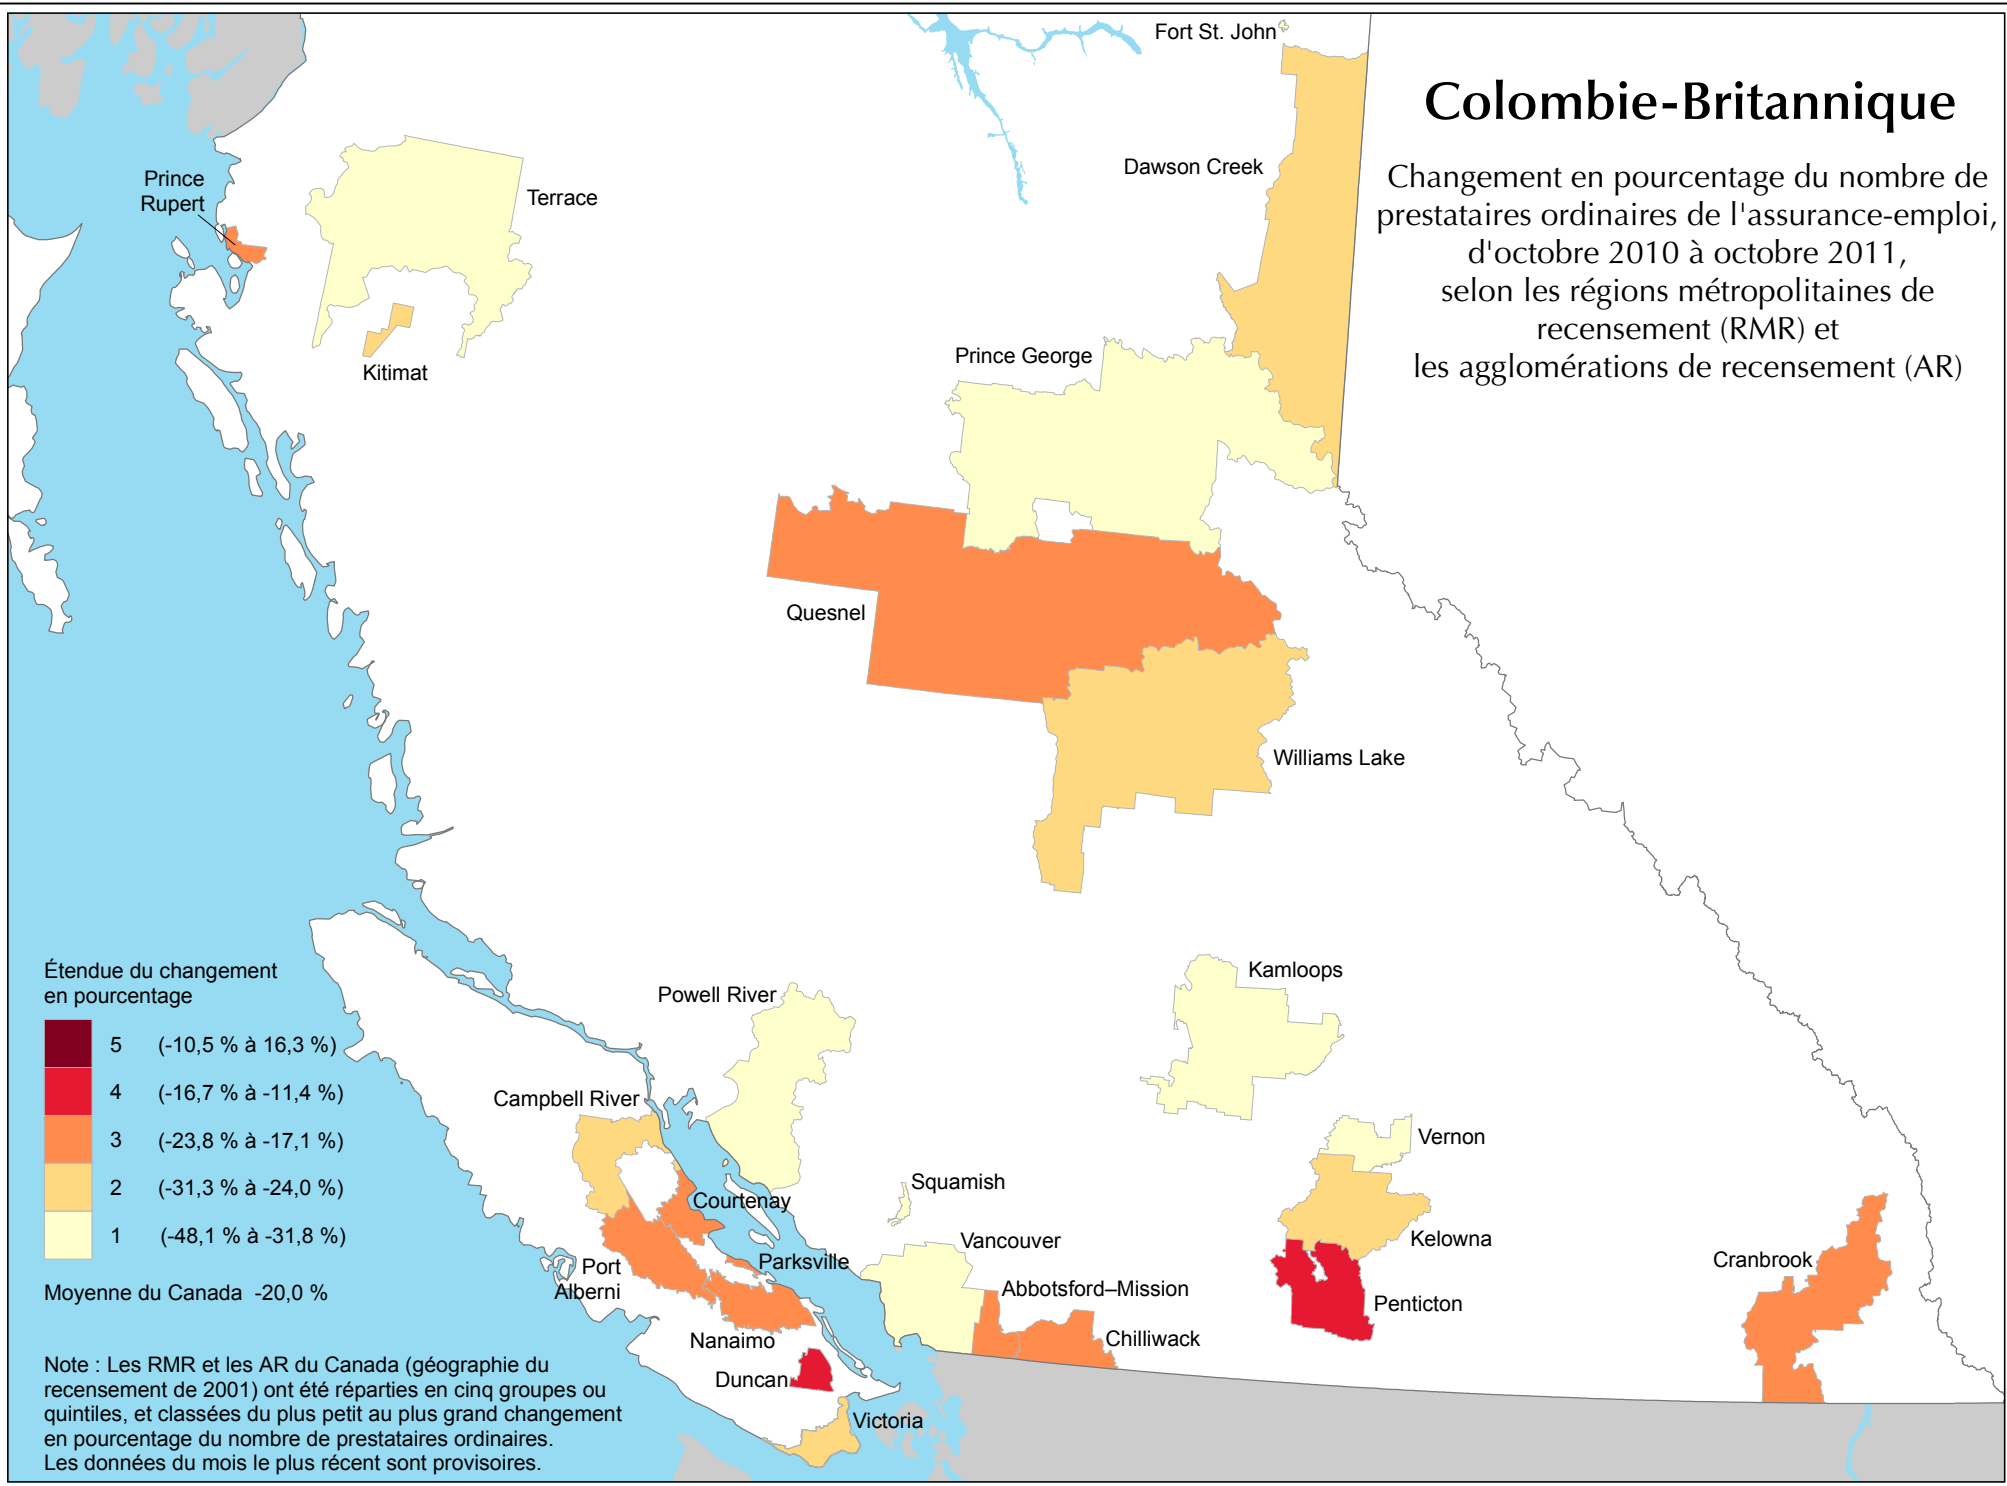 Colombie-Britannique
Changement en pourcentage du nombre de
prestataires ordinaires de l'assurance-emploi,
d'octobre 2010 à octobre 2011,
selon les régions métropolitaines de
recensement (RMR) et
les agglomérations de recensement (AR)
Fort St. John
Dawson Creek
Prince
Rupert
Terrace
Kitimat
Prince George
Quesnel
Williams Lake
Kamloops
Powell River
Campbell River
Vernon
Squamish
Courtenay
Kelowna
Vancouver
Parksville
Cranbrook
Port
Alberni
Abbotsford–Mission
Penticton
Nanaimo
Chilliwack
Duncan
Victoria
Étendue du changement
en pourcentage
5 (-10,5 % à 16,3 %)
4 (-16,7 % à -11,4 %)
3 (-23,8 % à -17,1 %)
2 (-31,3 % à -24,0 %)
1 (-48,1 % à -31,8 %)
Moyenne du Canada -20,0 %
Note : Les RMR et les AR du Canada (géographie du
recensement de 2001) ont été réparties en cinq groupes ou
quintiles, et classées du plus petit au plus grand changement
en pourcentage du nombre de prestataires ordinaires.
Les données du mois le plus récent sont provisoires.